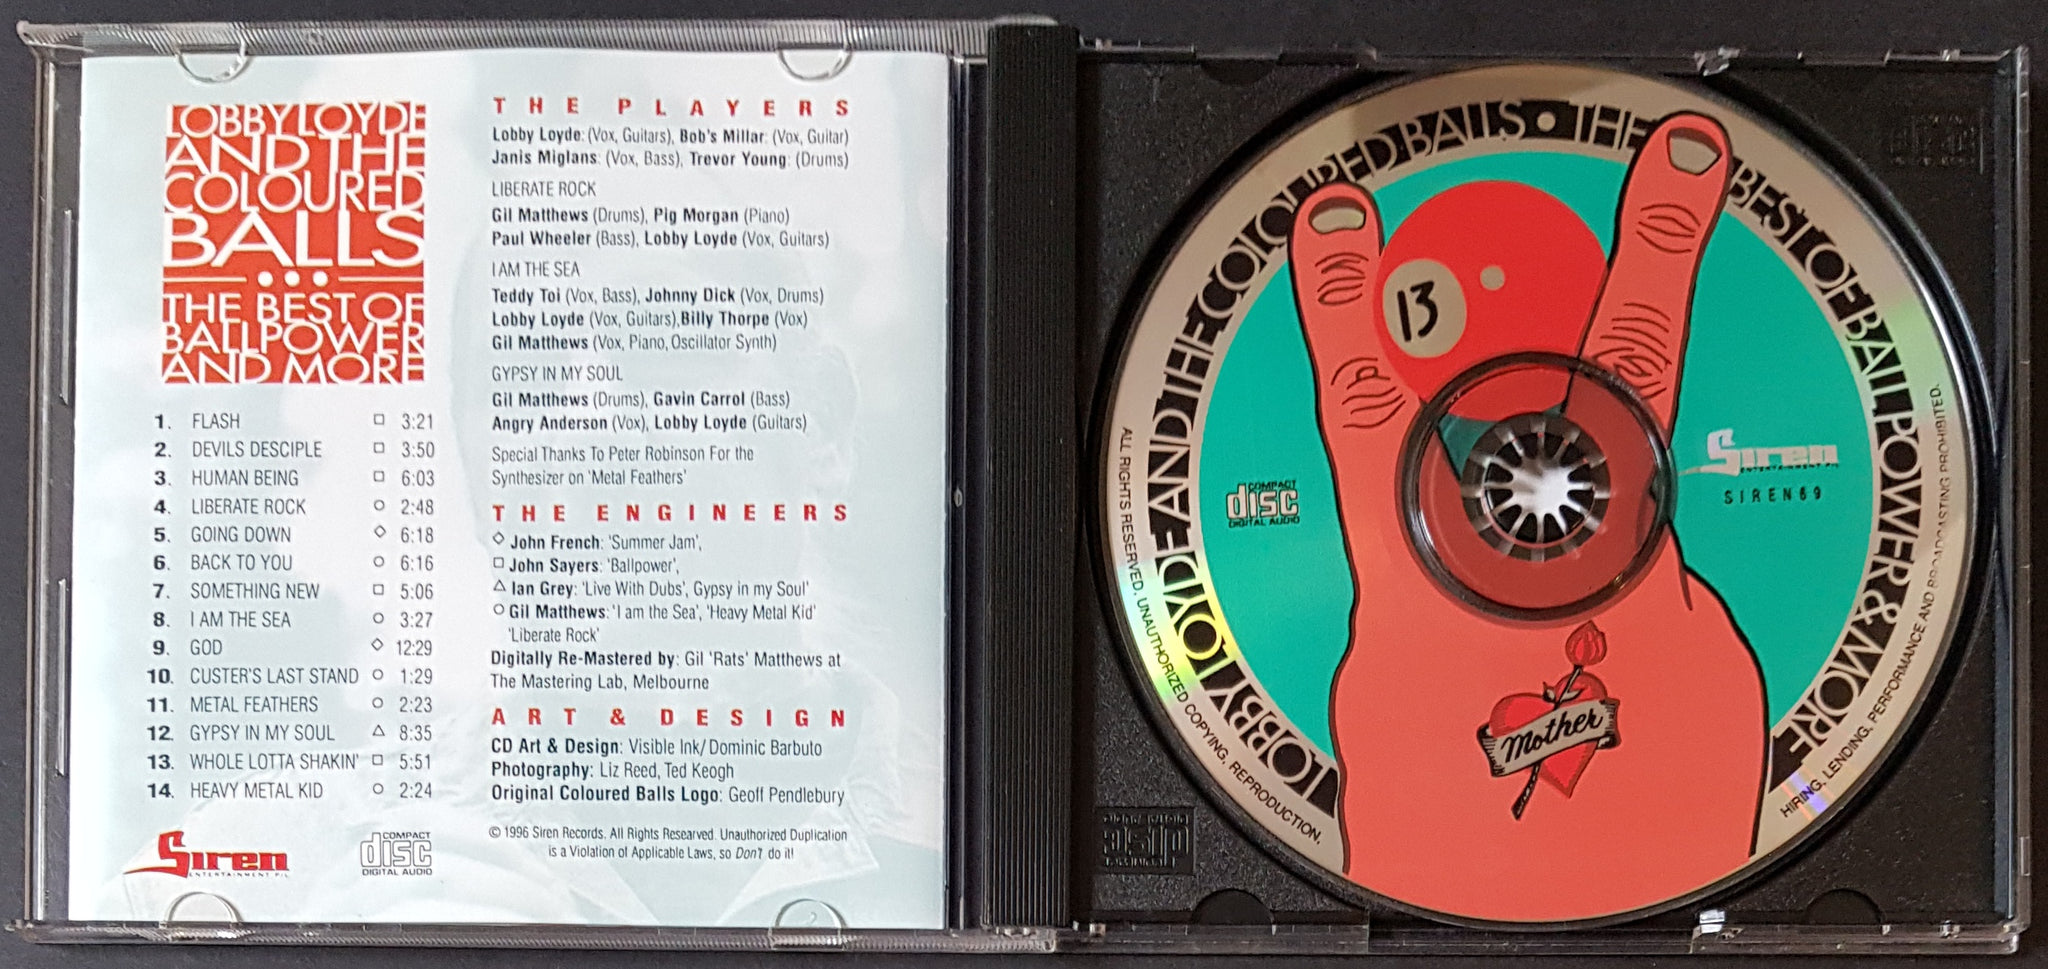 LOBBY LOYDE
AND THE
COLOURED
BALLS
THE BEST OF
BALLPOWER
AND MORE
1. FLASH □ 3:21
2. DEVILS DESCIPLE □ 3:50
3. HUMAN BEING □ 6:03
4. LIBERATE ROCK ○ 2:48
5. GOING DOWN ◇ 6:18
6. BACK TO YOU ○ 6:16
7. SOMETHING NEW □ 5:06
8. I AM THE SEA ○ 3:27
9. GOD ◇ 12:29
10. CUSTER'S LAST STAND ○ 1:29
11. METAL FEATHERS ○ 2:23
12. GYPSY IN MY SOUL △ 8:35
13. WHOLE LOTTA SHAKIN' □ 5:51
14. HEAVY METAL KID ○ 2:24
Siren
ENTERTAINMENT P/L
COMPACT
disc
DIGITAL AUDIO
THE PLAYERS
Lobby Loyde: (Vox, Guitars), Bob's Millar: (Vox, Guitar)
Janis Miglans: (Vox, Bass), Trevor Young: (Drums)
LIBERATE ROCK
Gil Matthews (Drums), Pig Morgan (Piano)
Paul Wheeler (Bass), Lobby Loyde (Vox, Guitars)
I AM THE SEA
Teddy Toi (Vox, Bass), Johnny Dick (Vox, Drums)
Lobby Loyde (Vox, Guitars),Billy Thorpe (Vox)
Gil Matthews (Vox, Piano, Oscillator Synth)
GYPSY IN MY SOUL
Gil Matthews (Drums), Gavin Carrol (Bass)
Angry Anderson (Vox), Lobby Loyde (Guitars)
Special Thanks To Peter Robinson For the
Synthesizer on 'Metal Feathers'
THE ENGINEERS
◇ John French: 'Summer Jam',
□ John Sayers: 'Ballpower',
△ Ian Grey: 'Live With Dubs', Gypsy in my Soul'
○ Gil Matthews: 'I am the Sea', 'Heavy Metal Kid'
'Liberate Rock'
Digitally Re-Mastered by: Gil 'Rats' Matthews at
The Mastering Lab, Melbourne
ART & DESIGN
CD Art & Design: Visible Ink/ Dominic Barbuto
Photography: Liz Reed, Ted Keogh
Original Coloured Balls Logo: Geoff Pendlebury
© 1996 Siren Records. All Rights Researved. Unauthorized Duplication
is a Violation of Applicable Laws, so Don't do it!
LOBBY LOYDE AND THE COLOURED BALLS • THE BEST OF BALLPOWER & MORE
13
COMPACT
disc
DIGITAL AUDIO
Siren
ENTERTAINMENT P/L
SIREN69
Mother
ALL RIGHTS RESERVED. UNAUTHORIZED COPYING, REPRODUCTION,
HIRING, LENDING, PERFORMANCE AND BROADCASTING PROHIBITED.